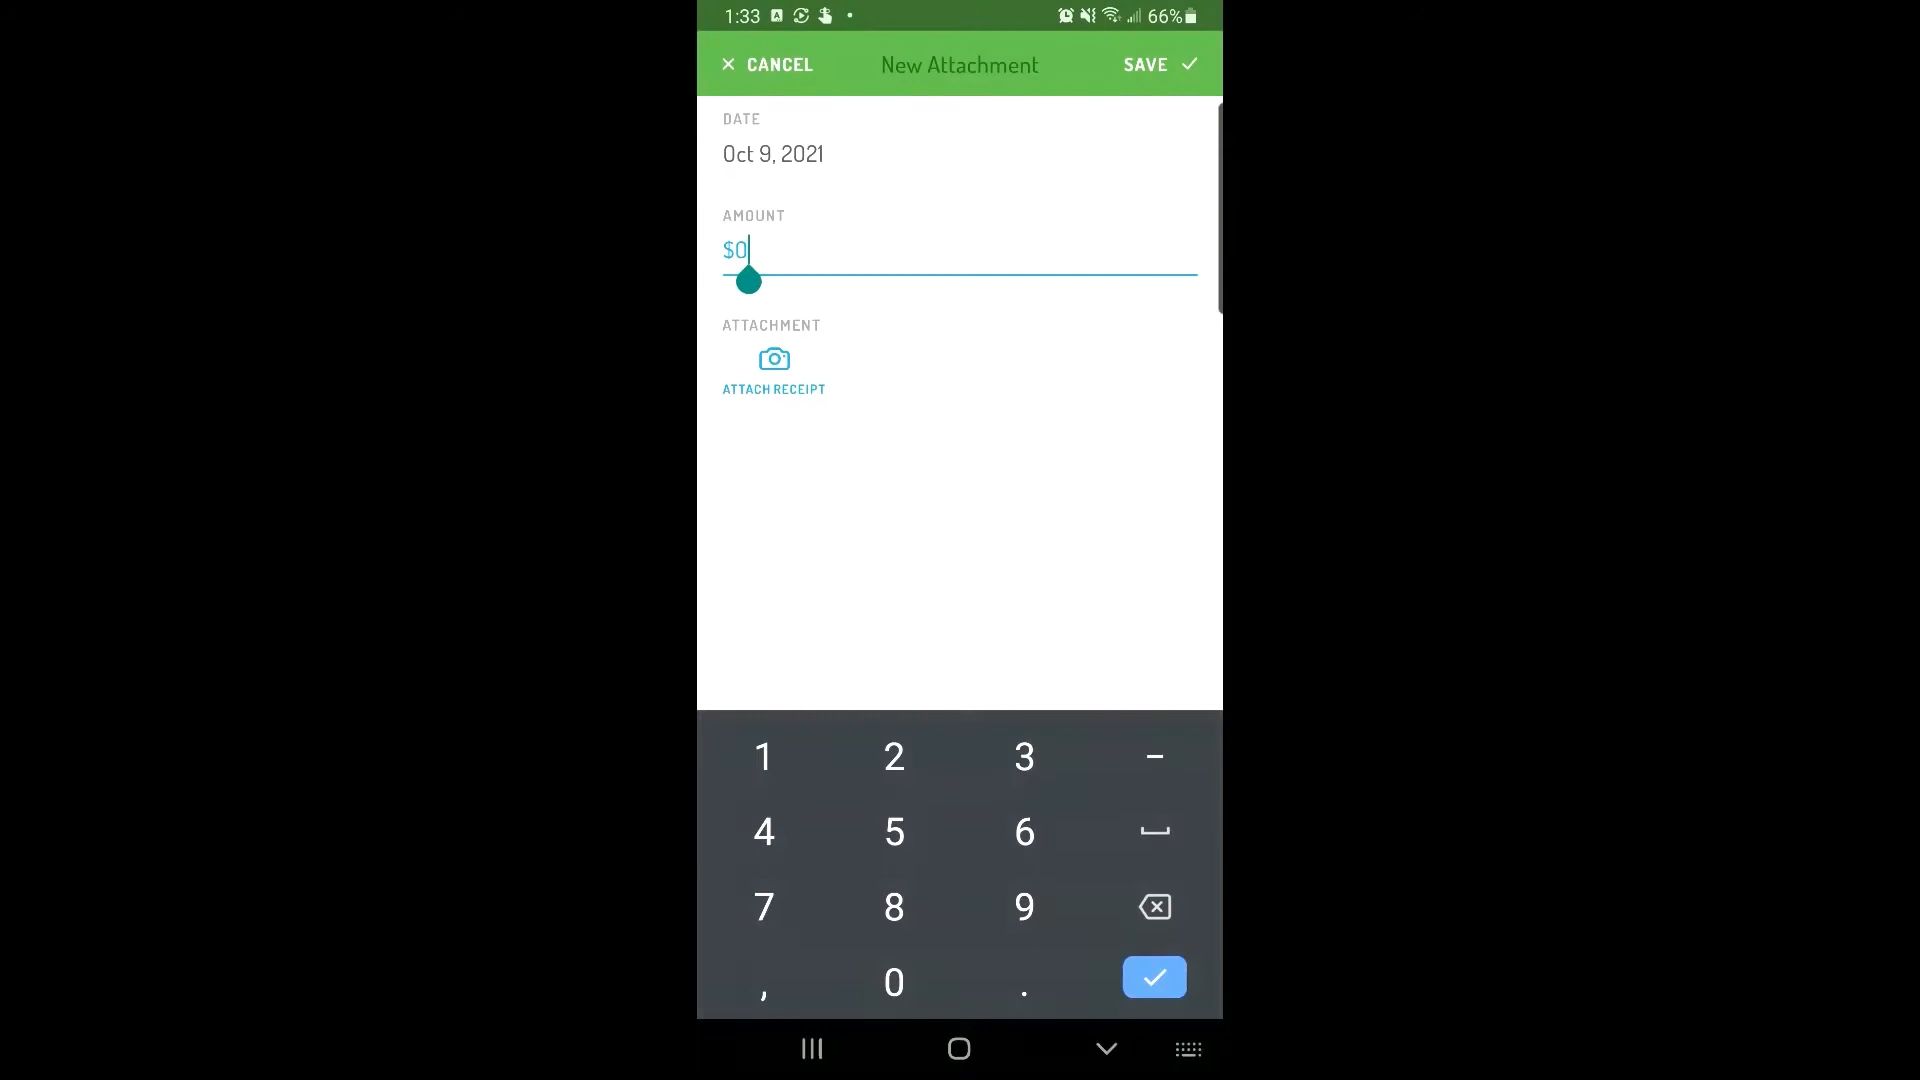 1:33 66%
CANCEL New Attachment SAVE
DATE
Oct 9, 2021
AMOUNT
$0
ATTACHMENT
ATTACH RECEIPT
1 2 3 -
4 5 6
7 8 9
, 0 .